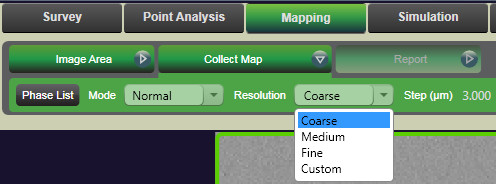 Survey Point Analysis Mapping Simulation
Image Area Collect Map Report
Phase List Mode Normal Resolution Coarse Step (μm) 3.000
Coarse
Medium
Fine
Custom